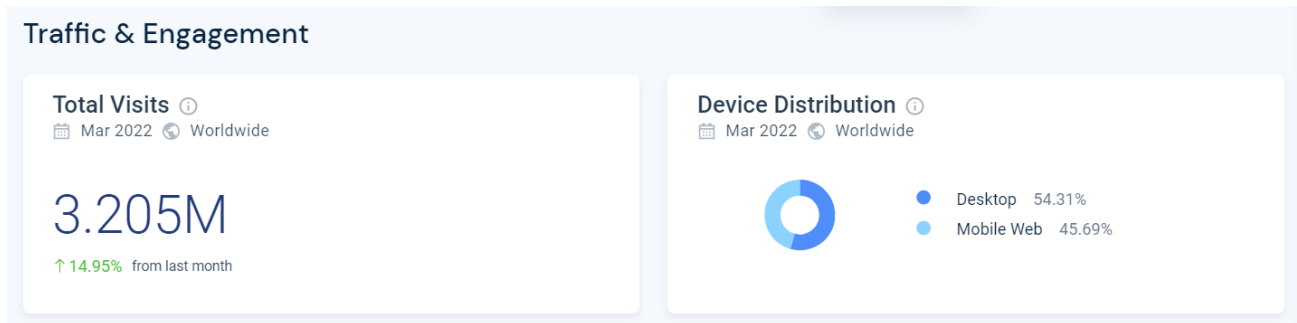 Traffic & Engagement
Total Visits
Mar 2022 Worldwide
3.205M
↑ 14.95% from last month
Device Distribution
Mar 2022 Worldwide
Desktop 54.31%
Mobile Web 45.69%